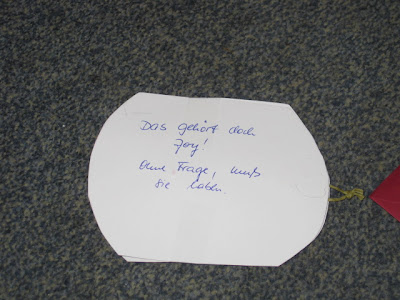 Das gehört doch
Joy!
Ohne Frage, muß
sie haben.